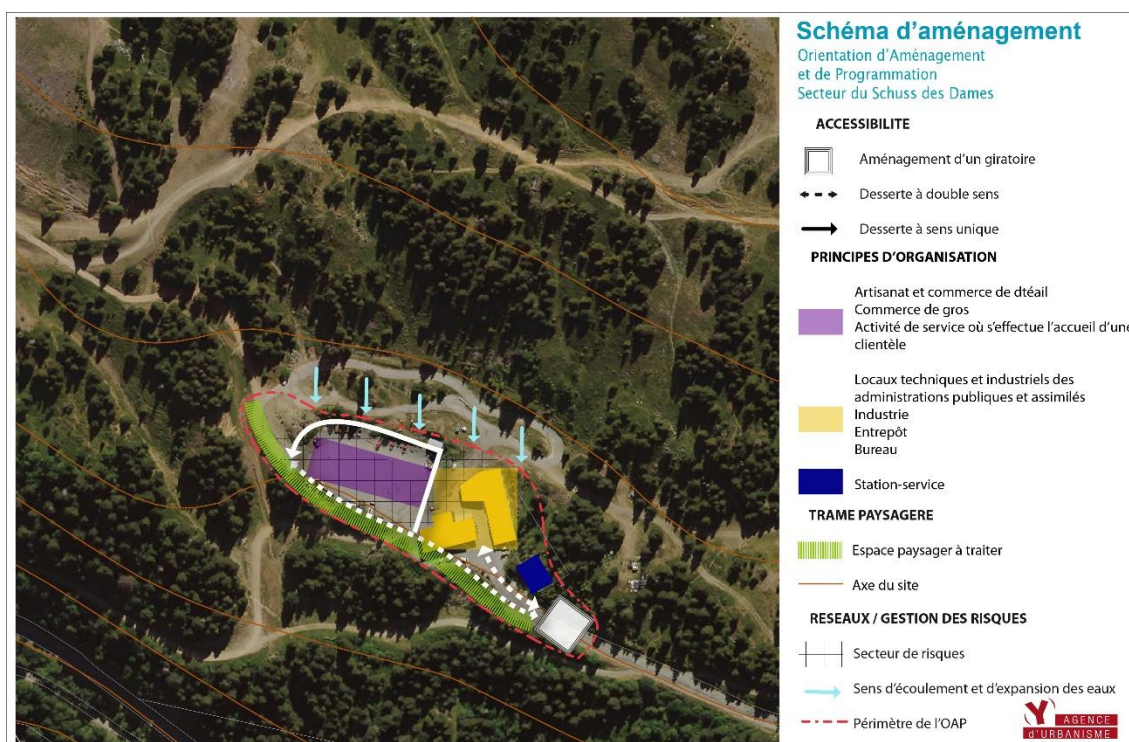 Schéma d'aménagement
Orientation d'Aménagement
et de Programmation
Secteur du Schuss des Dames
ACCESSIBILITE
Aménagement d'un giratoire
Desserte à double sens
Desserte à sens unique
PRINCIPES D'ORGANISATION
Artisanat et commerce de dtéail
Commerce de gros
Activité de service où s'effectue l'accueil d'une
clientèle
Locaux techniques et industriels des
administrations publiques et assimilés
Industrie
Entrepôt
Bureau
Station-service
TRAME PAYSAGERE
Espace paysager à traiter
Axe du site
RESEAUX / GESTION DES RISQUES
Secteur de risques
Sens d'écoulement et d'expansion des eaux
Périmètre de l'OAP
AGENCE
d'URBANISME